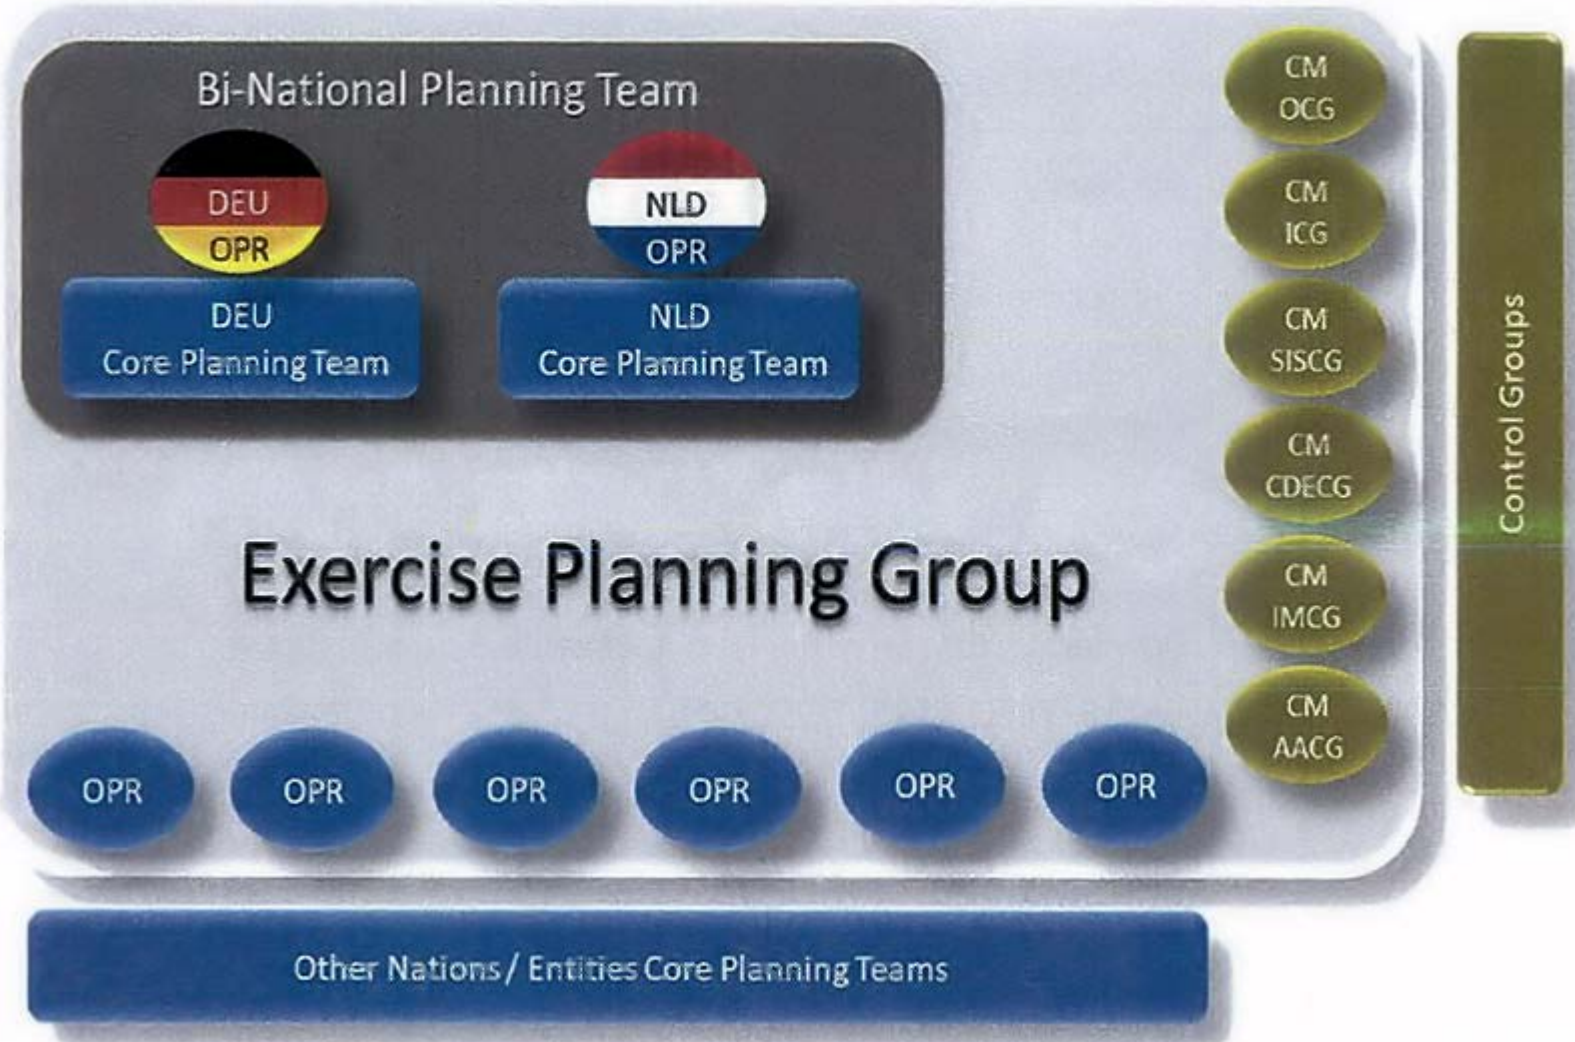 Bi-National Planning Team
DEU
OPR
DEU
Core Planning Team
NLD
OPR
NLD
Core Planning Team
CM
OCG
CM
ICG
CM
SISCG
CM
CDECG
CM
IMCG
CM
AACG
Control Groups
Exercise Planning Group
OPR
OPR
OPR
OPR
OPR
OPR
Other Nations / Entities Core Planning Teams